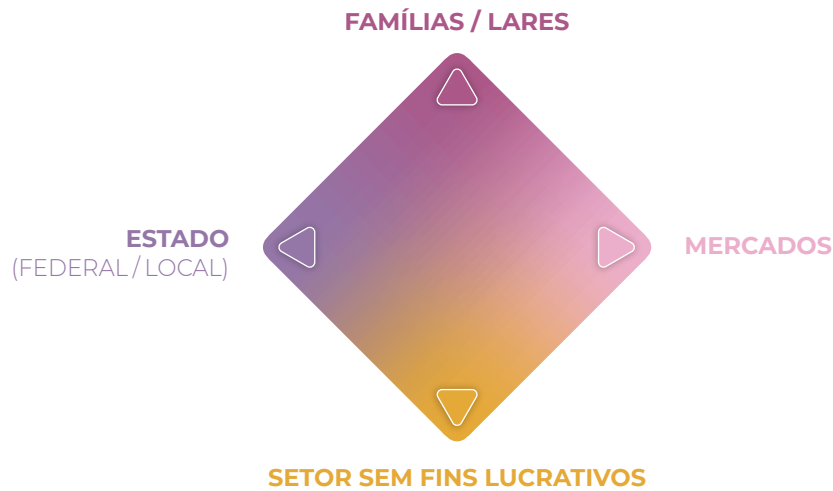 FAMÍLIAS / LARES
ESTADO
(FEDERAL / LOCAL)
MERCADOS
SETOR SEM FINS LUCRATIVOS